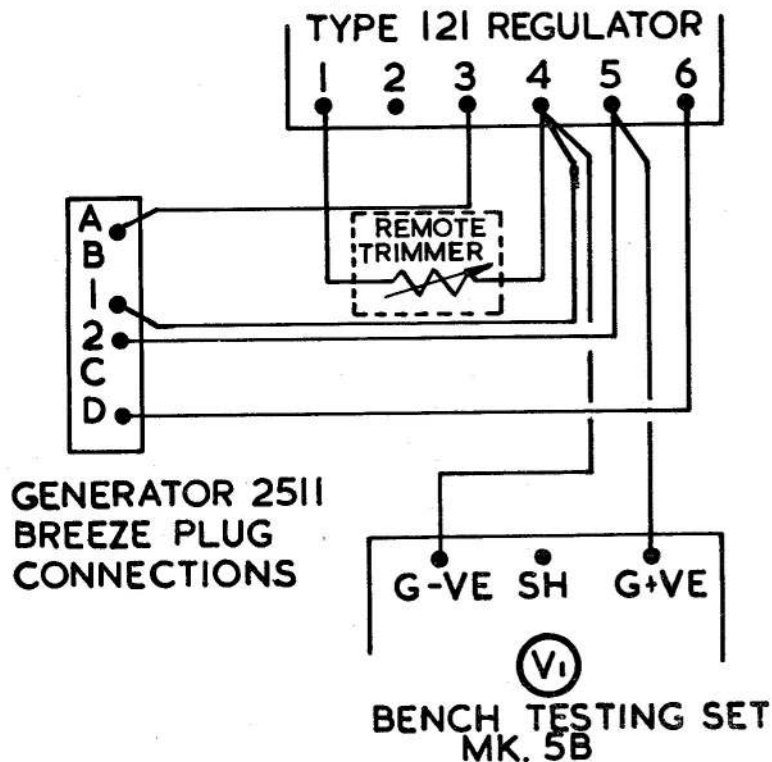 TYPE 121 REGULATOR
1 2 3 4 5 6
A
B
1
2
C
D
REMOTE
TRIMMER
GENERATOR 2511
BREEZE PLUG
CONNECTIONS
G-VE SH G+VE
V1
BENCH TESTING SET
MK. 5B